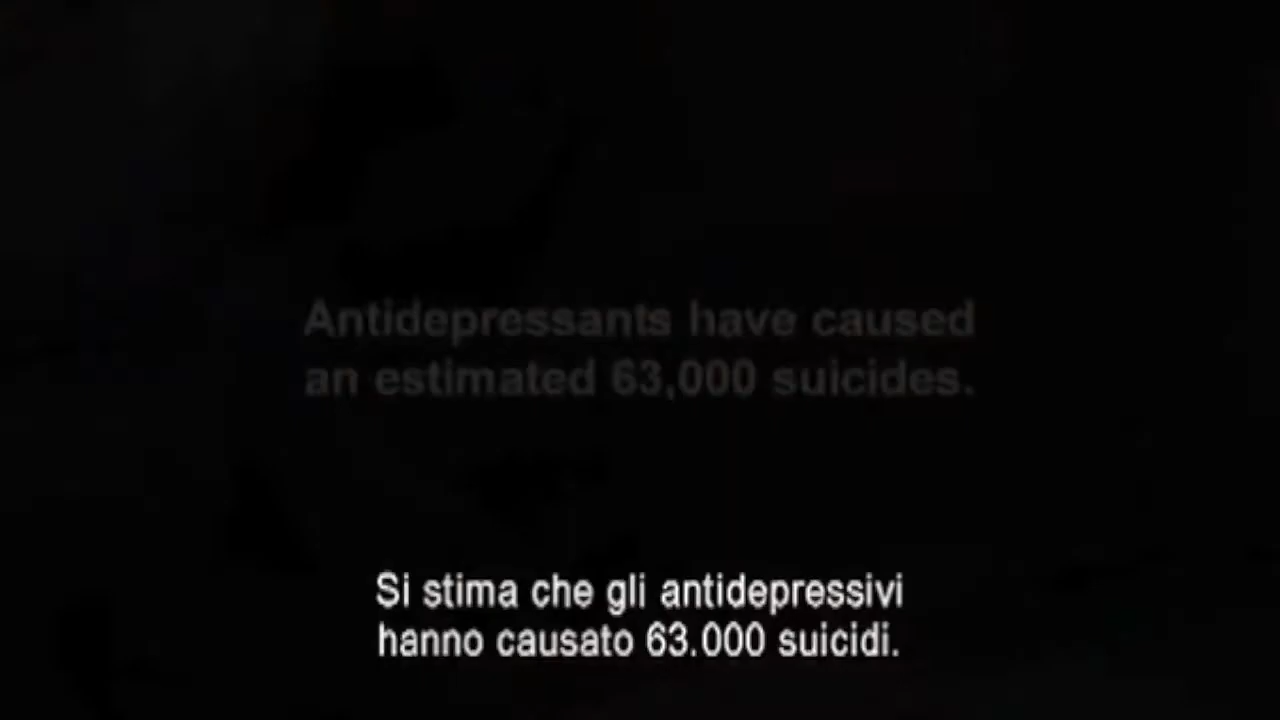 Antidepressants have caused
an estimated 63,000 suicides.
Si stima che gli antidepressivi
hanno causato 63.000 suicidi.